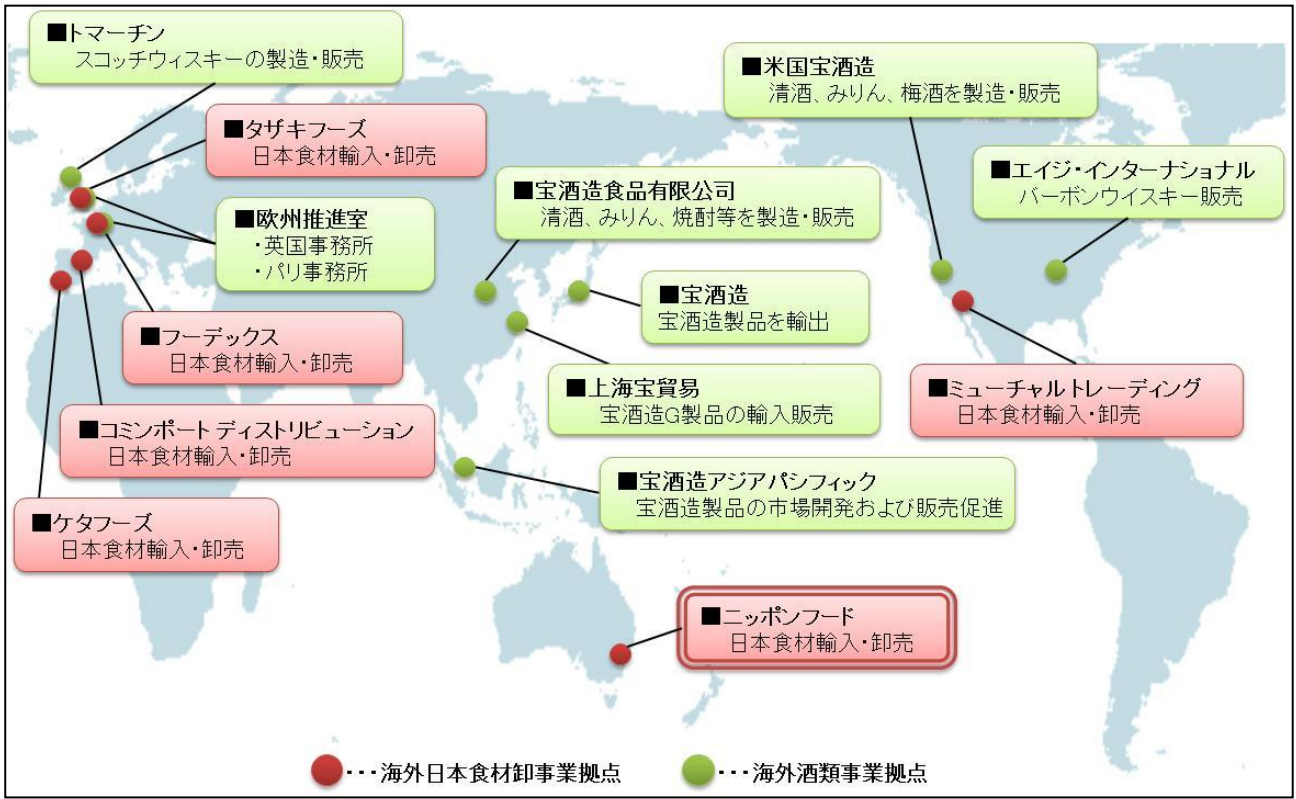 ■トマーチン
スコッチウィスキーの製造・販売
■米国宝酒造
清酒、みりん、梅酒を製造・販売
■タザキフーズ
日本食材輸入・卸売
■宝酒造食品有限公司
清酒、みりん、焼酎等を製造・販売
■エイジ・インターナショナル
バーボンウイスキー販売
■欧州推進室
・英国事務所
・パリ事務所
■宝酒造
宝酒造製品を輸出
■フーデックス
日本食材輸入・卸売
■上海宝貿易
宝酒造G製品の輸入販売
■ミューチャルトレーディング
日本食材輸入・卸売
■コミンポート ディストリビューション
日本食材輸入・卸売
■宝酒造アジアパシフィック
宝酒造製品の市場開発および販売促進
■ケタフーズ
日本食材輸入・卸売
■ニッポンフード
日本食材輸入・卸売
・・・海外日本食材卸事業拠点
・・・海外酒類事業拠点